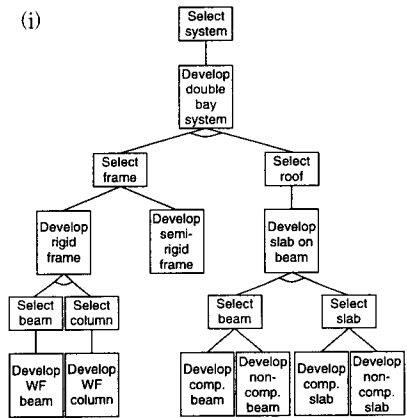 (i)
Select
system
Develop
double
bay
system
Select
frame
Select
roof
Develop
rigid
frame
Develop
semi-
rigid
frame
Develop
slab on
beam
Select
beam
Select
column
Select
beam
Select
slab
Develop
WF
beam
Develop
WF
column
Develop
comp.
beam
Develop
non-
comp.
beam
Develop
comp.
slab
Develop
non-
comp.
slab